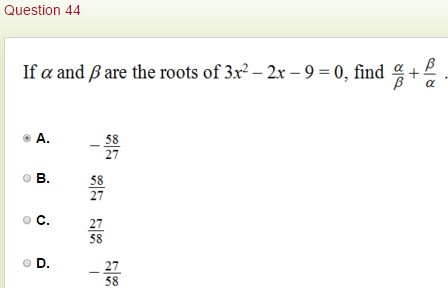 Question 44
If α and β are the roots of 3x² – 2x – 9 = 0, find α/β + β/α .
A. –58/27
B. 58/27
C. 27/58
D. –27/58